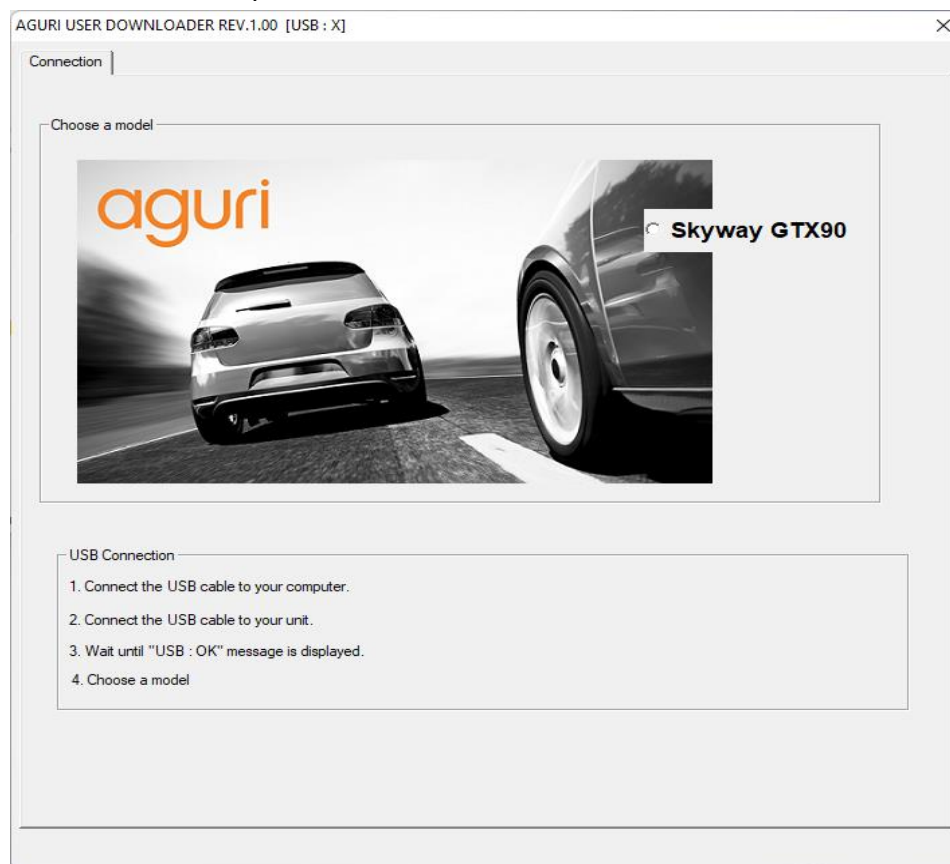 AGURI USER DOWNLOADER REV.1.00 [USB : X]
Connection
Choose a model
aguri
Skyway GTX90
USB Connection
1. Connect the USB cable to your computer.
2. Connect the USB cable to your unit.
3. Wait until "USB : OK" message is displayed.
4. Choose a model